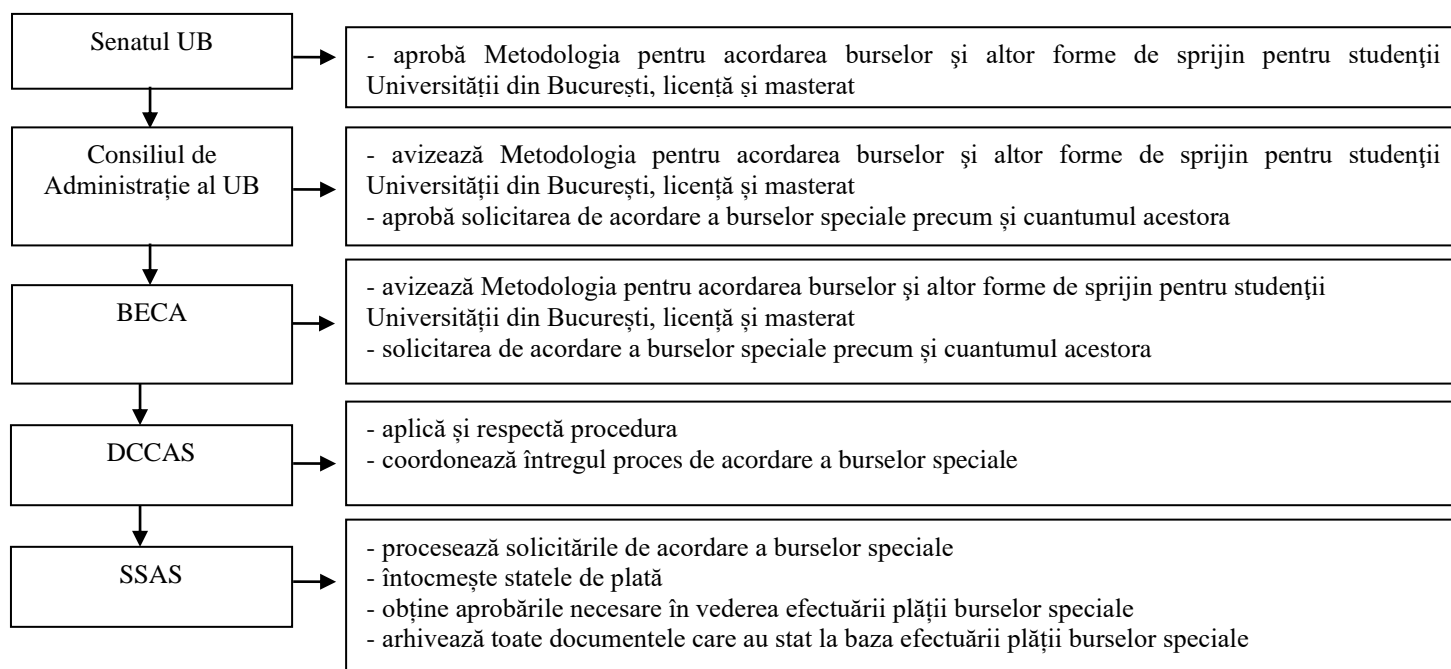 Senatul UB
- aprobă Metodologia pentru acordarea burselor şi altor forme de sprijin pentru studenţii
Universității din București, licență și masterat
Consiliul de
Administrație al UB
- avizează Metodologia pentru acordarea burselor şi altor forme de sprijin pentru studenţii
Universității din București, licență și masterat
- aprobă solicitarea de acordare a burselor speciale precum și cuantumul acestora
BECA
- avizează Metodologia pentru acordarea burselor şi altor forme de sprijin pentru studenţii
Universității din București, licență și masterat
- solicitarea de acordare a burselor speciale precum și cuantumul acestora
DCCAS
- aplică și respectă procedura
- coordonează întregul proces de acordare a burselor speciale
SSAS
- procesează solicitările de acordare a burselor speciale
- întocmește statele de plată
- obține aprobările necesare în vederea efectuării plății burselor speciale
- arhivează toate documentele care au stat la baza efectuării plății burselor speciale